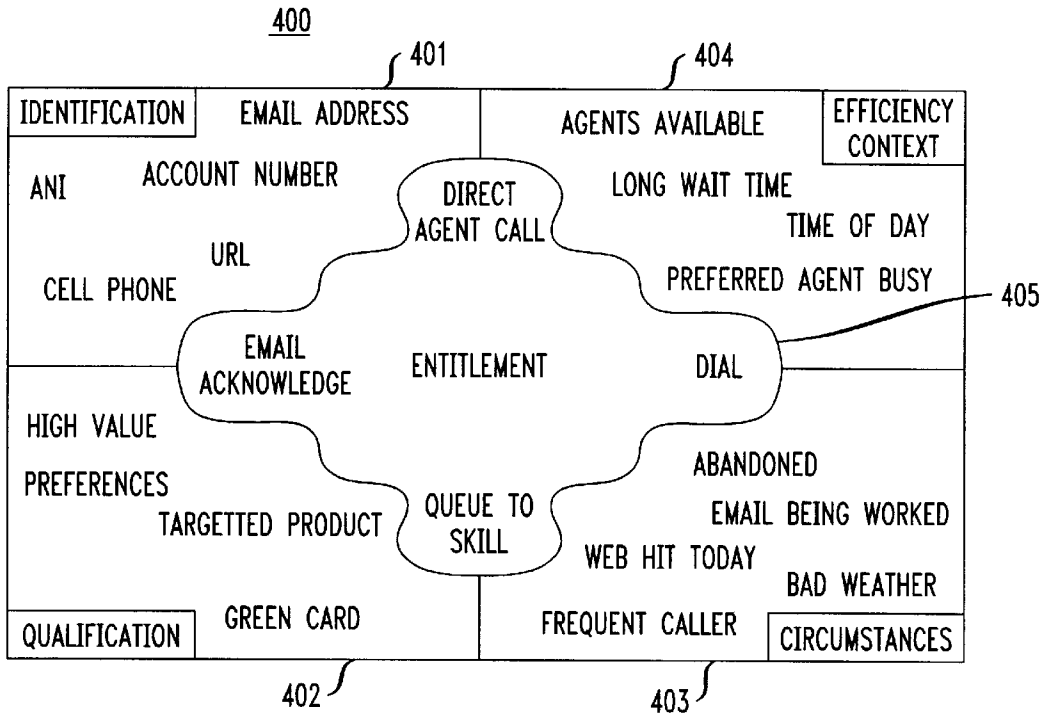 400
401
404
IDENTIFICATION
EMAIL ADDRESS
AGENTS AVAILABLE
EFFICIENCY
CONTEXT
ANI
ACCOUNT NUMBER
DIRECT
AGENT CALL
LONG WAIT TIME
TIME OF DAY
URL
CELL PHONE
PREFERRED AGENT BUSY
405
EMAIL
ACKNOWLEDGE
ENTITLEMENT
DIAL
HIGH VALUE
PREFERENCES
TARGETTED PRODUCT
QUEUE TO
SKILL
ABANDONED
EMAIL BEING WORKED
WEB HIT TODAY
BAD WEATHER
QUALIFICATION
GREEN CARD
FREQUENT CALLER
CIRCUMSTANCES
402
403